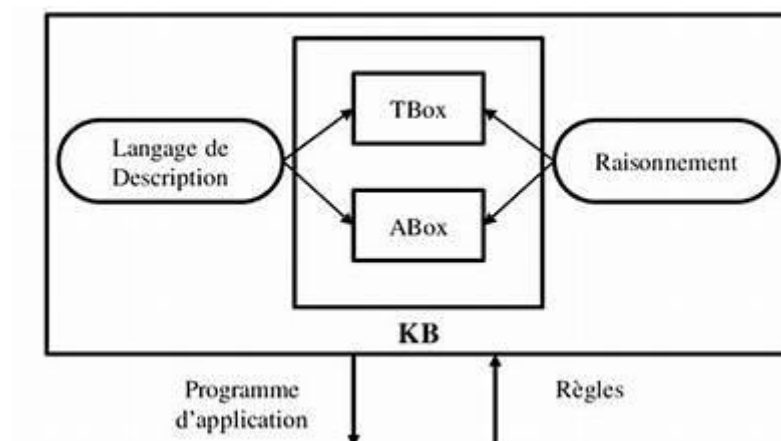 TBox
Langage de
Description
Raisonnement
ABox
KB
Programme
d'application
Règles